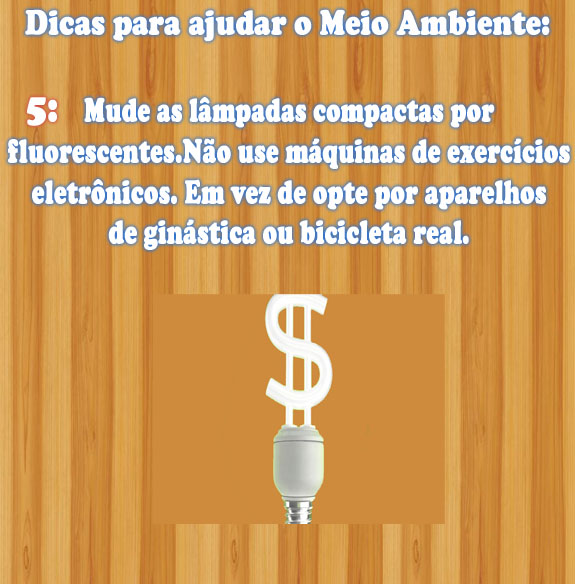 Dicas para ajudar o Meio Ambiente:
5: Mude as lâmpadas compactas por
fluorescentes.Não use máquinas de exercícios
eletrônicos. Em vez de opte por aparelhos
de ginástica ou bicicleta real.
$